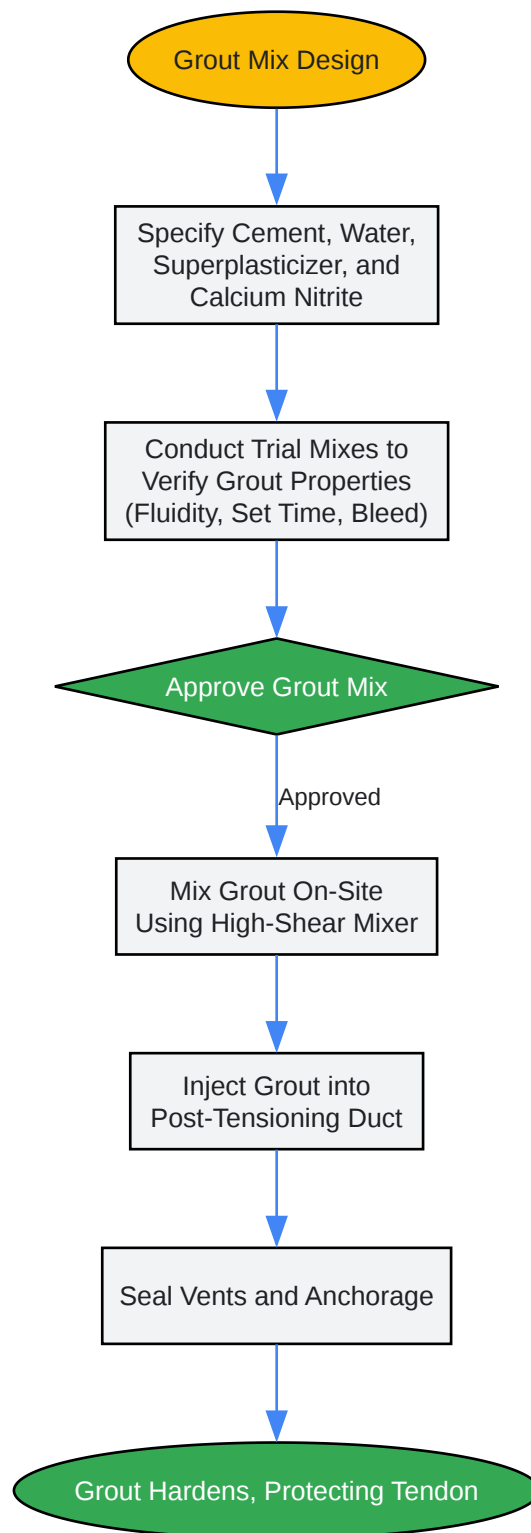 Grout Mix Design
Specify Cement, Water,
Superplasticizer, and
Calcium Nitrite
Conduct Trial Mixes to
Verify Grout Properties
(Fluidity, Set Time, Bleed)
Approve Grout Mix
Approved
Mix Grout On-Site
Using High-Shear Mixer
Inject Grout into
Post-Tensioning Duct
Seal Vents and Anchorage
Grout Hardens, Protecting Tendon